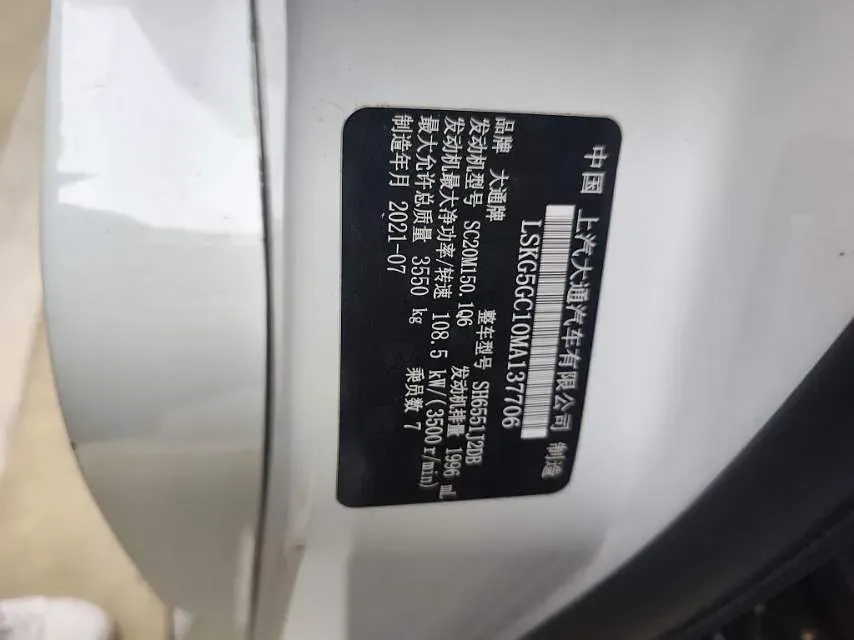 中国 上汽大通汽车有限公司 制造
LSKG5GC10MA137706
品牌 大通牌 整车型号 SH6551J2DB
发动机型号 SC20M150.1Q6 发动机排量 1996 mL
发动机最大净功率/转速 108.5 kW/(3500r/min)
最大允许总质量 3550 kg 乘员数 7
制造年月 2021-07